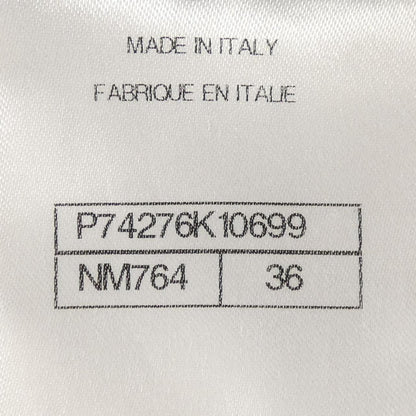 MADE IN ITALY
FABRIQUE EN ITALIE
P74276K10699
NM764 36